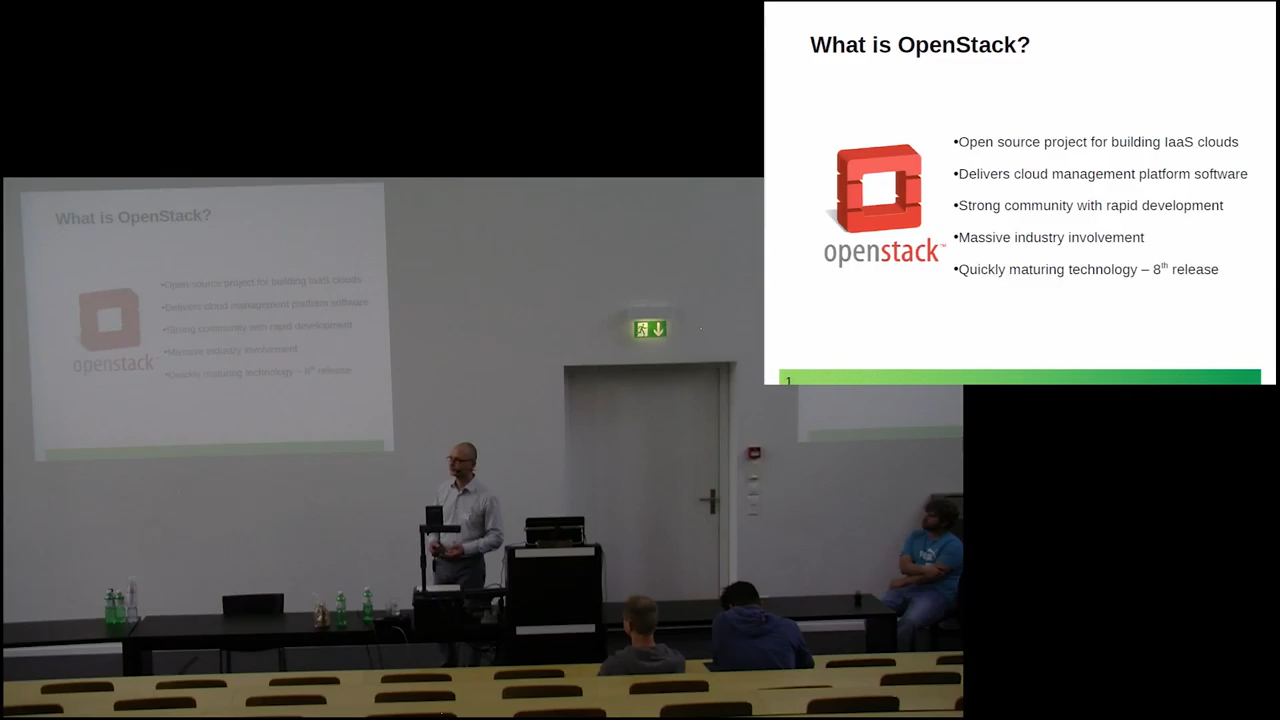 What is OpenStack?
•Open source project for building IaaS clouds
•Delivers cloud management platform software
•Strong community with rapid development
•Massive industry involvement
•Quickly maturing technology – 8th release
openstack™
1
What is OpenStack?
•Open source project for building IaaS clouds
•Delivers cloud management platform software
•Strong community with rapid development
•Massive industry involvement
•Quickly maturing technology – 8th release
openstack